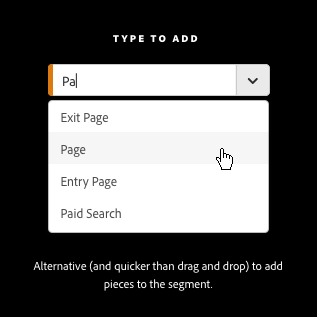 TYPE TO ADD
Pa
Exit Page
Page
Entry Page
Paid Search
Alternative (and quicker than drag and drop) to add
pieces to the segment.